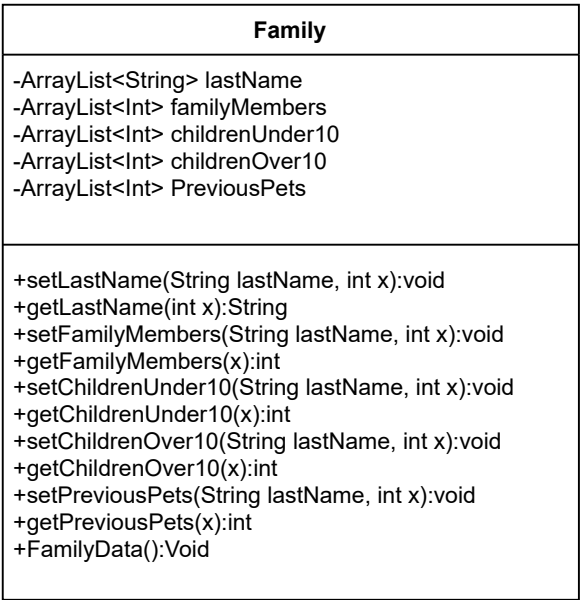 Family
-ArrayList<String> lastName
-ArrayList<Int> familyMembers
-ArrayList<Int> childrenUnder10
-ArrayList<Int> childrenOver10
-ArrayList<Int> PreviousPets
+setLastName(String lastName, int x):void
+getLastName(int x):String
+setFamilyMembers(String lastName, int x):void
+getFamilyMembers(x):int
+setChildrenUnder10(String lastName, int x):void
+getChildrenUnder10(x):int
+setChildrenOver10(String lastName, int x):void
+getChildrenOver10(x):int
+setPreviousPets(String lastName, int x):void
+getPreviousPets(x):int
+FamilyData():Void